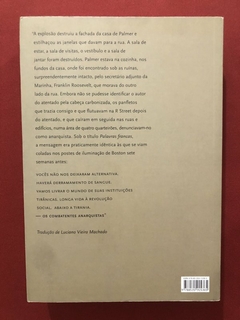 "A explosão destruiu a fachada da casa de Palmer e
estilhaçou as janelas que davam para a rua. A sala de
estar, a sala de visitas, o vestíbulo e a sala de
jantar foram destruídos. Palmer estava na cozinha, nos
fundos da casa, onde foi encontrado sob as ruínas,
surpreendentemente intacto, pelo secretário adjunto da
Marinha, Franklin Roosevelt, que morava do outro
lado da rua. Embora não se pudesse identificar o autor
do atentado pela cabeça carbonizada, os panfletos
que trazia consigo e que flutuavam na R Street depois
do atentado, e que caíram em seguida nas ruas e
edifícios, numa área de quatro quarteirões, denunciavam-no
como anarquista. Sob o título Palavras francas,
a mensagem era praticamente idêntica às que se viam
coladas nos postes de iluminação de Boston sete
semanas antes:
VOCÊS NÃO NOS DEIXARAM ALTERNATIVA.
HAVERÁ DERRAMAMENTO DE SANGUE.
VAMOS LIVRAR O MUNDO DE SUAS INSTITUIÇÕES
TIRÂNICAS. LONGA VIDA À REVOLUÇÃO
SOCIAL. ABAIXO A TIRANIA.
— OS COMBATENTES ANARQUISTAS"
Tradução de Luciano Vieira Machado